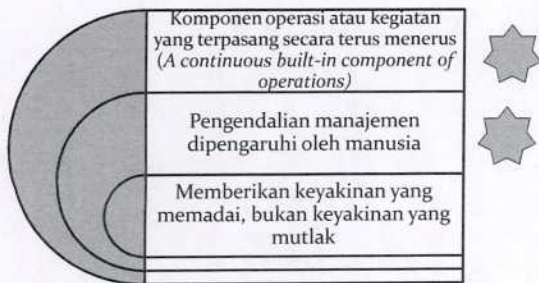 Komponen operasi atau kegiatan
yang terpasang secara terus menerus
(A continuous built-in component of
operations)
Pengendalian manajemen
dipengaruhi oleh manusia
Memberikan keyakinan yang
memadai, bukan keyakinan yang
mutlak